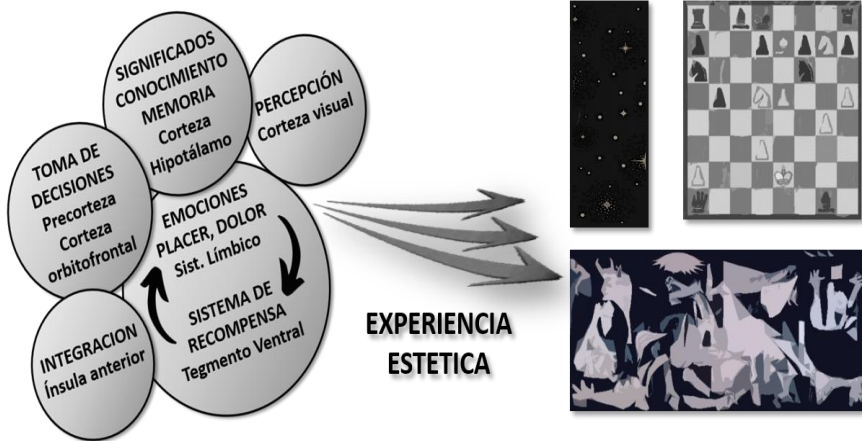 SIGNIFICADOS
CONOCIMIENTO
MEMORIA
Corteza
Hipotálamo
PERCEPCIÓN
Corteza visual
TOMA DE
DECISIONES
Precorteza
Corteza
orbitofrontal
EMOCIONES
PLACER, DOLOR
Sist. Límbico
SISTEMA DE
RECOMPENSA
Tegmento Ventral
INTEGRACION
Ínsula anterior
EXPERIENCIA
ESTETICA